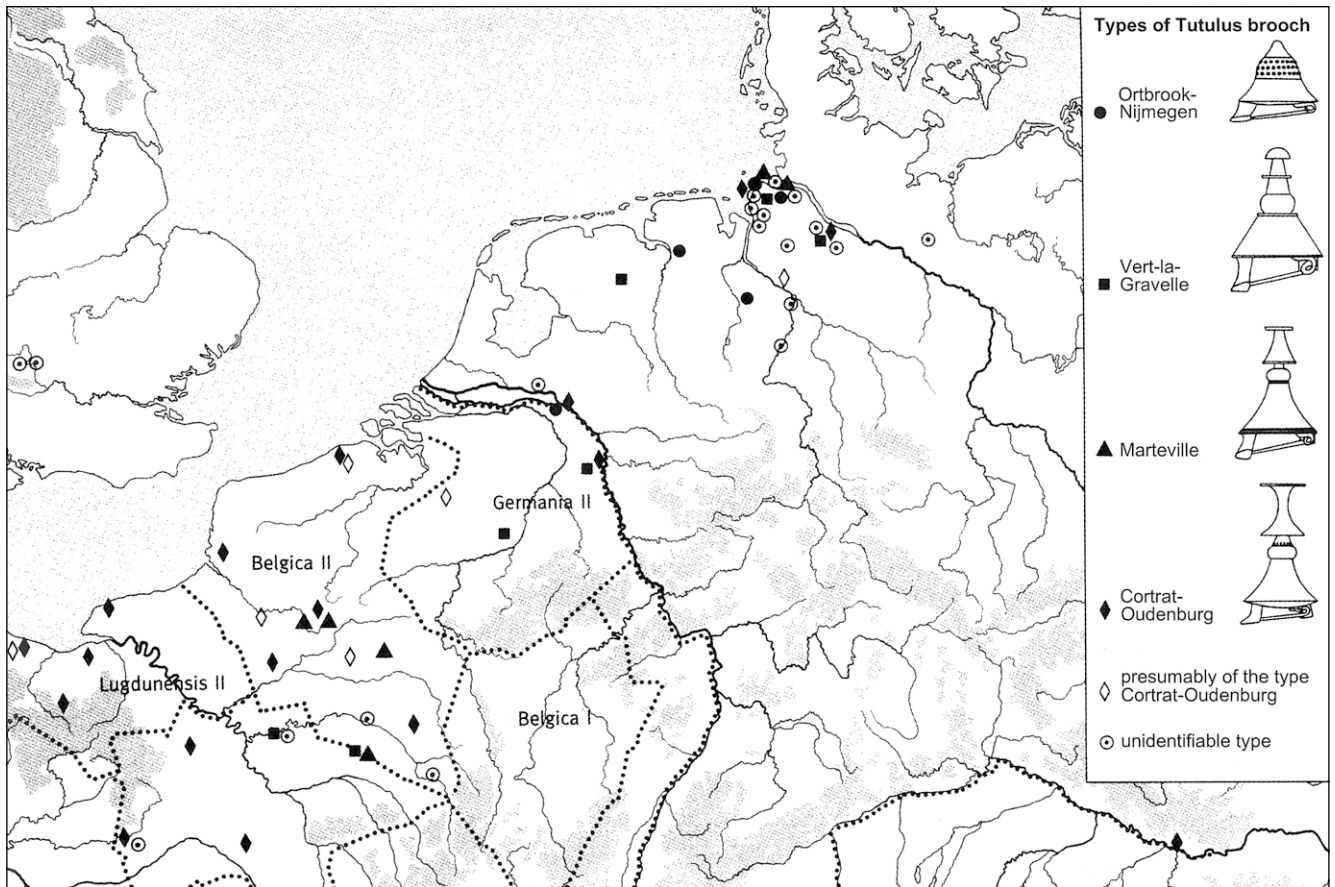 Types of Tutulus brooch
Ortbrook-
Nijmegen
Vert-la-
Gravelle
Marteville
Cortrat-
Oudenburg
presumably of the type
Cortrat-Oudenburg
unidentifiable type
Germania II
Belgica II
Lugdunensis II
Belgica I